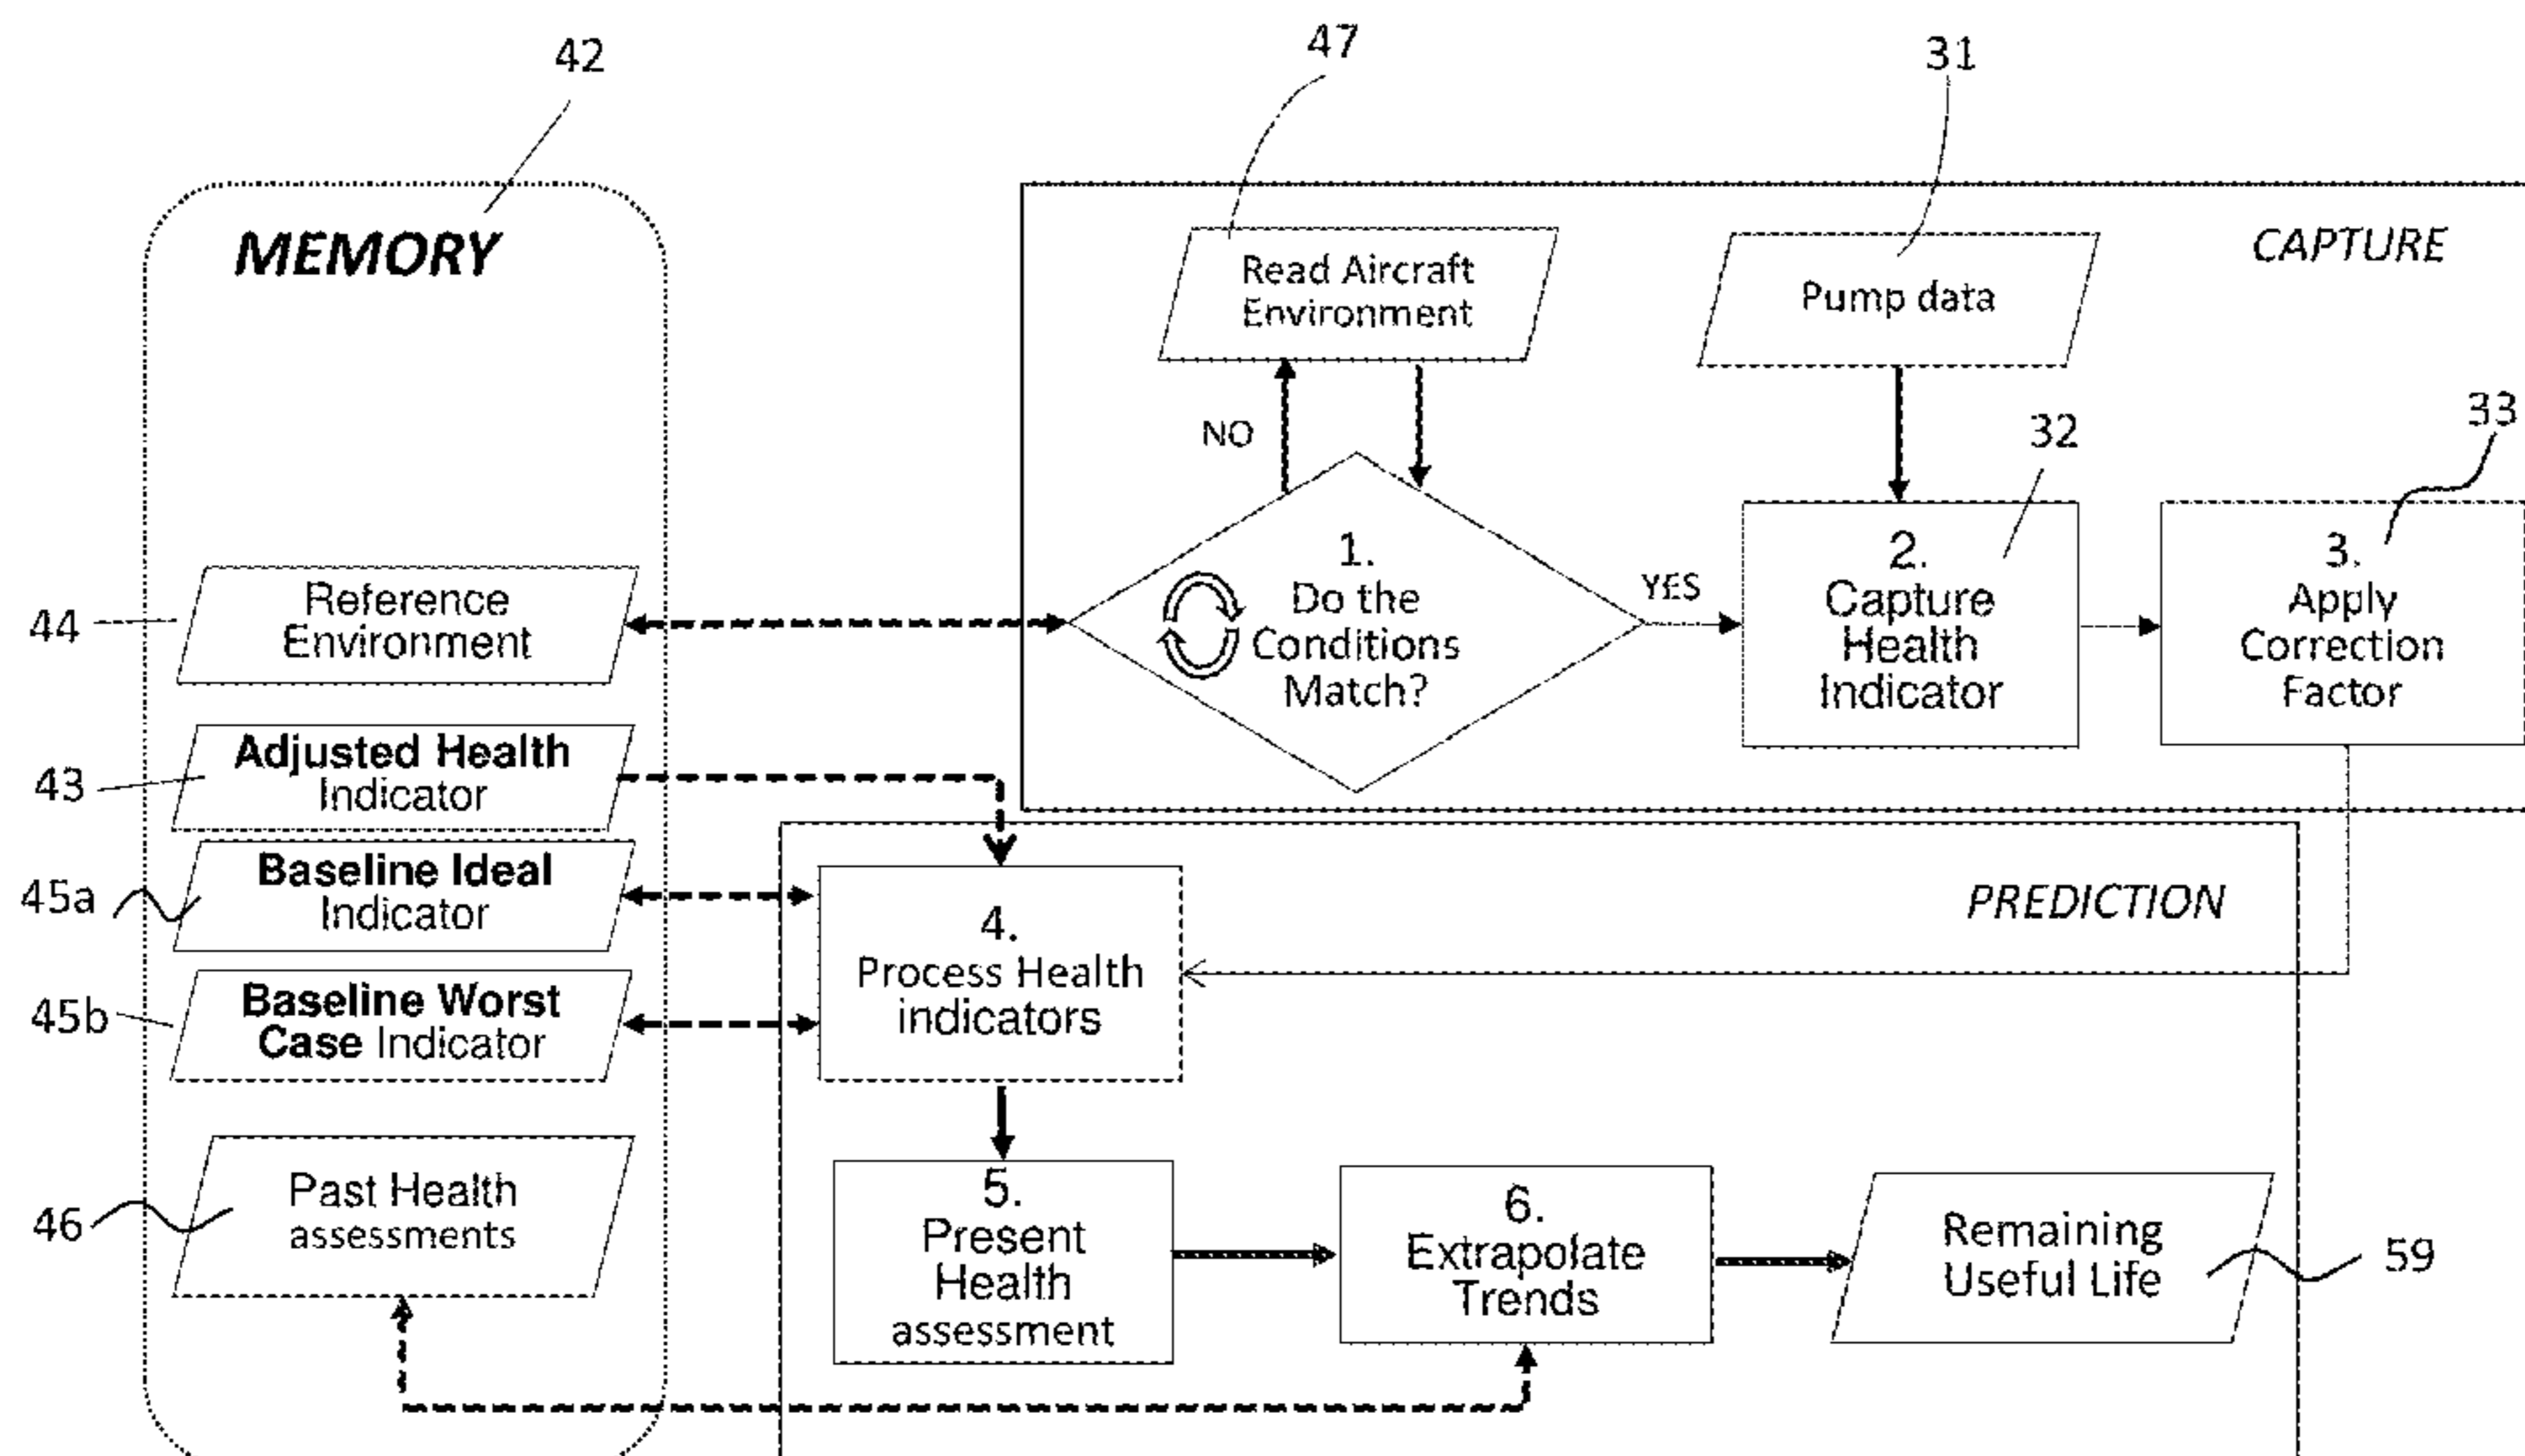 42
47
31
MEMORY
CAPTURE
Read Aircraft
Environment
Pump data
NO
32
33
44
Reference
Environment
1.
Do the
Conditions
Match?
YES
2.
Capture
Health
Indicator
3.
Apply
Correction
Factor
43
Adjusted Health
Indicator
45a
Baseline Ideal
Indicator
45b
Baseline Worst
Case Indicator
PREDICTION
4.
Process Health
indicators
46
Past Health
assessments
5.
Present
Health
assessment
6.
Extrapolate
Trends
Remaining
Useful Life
59